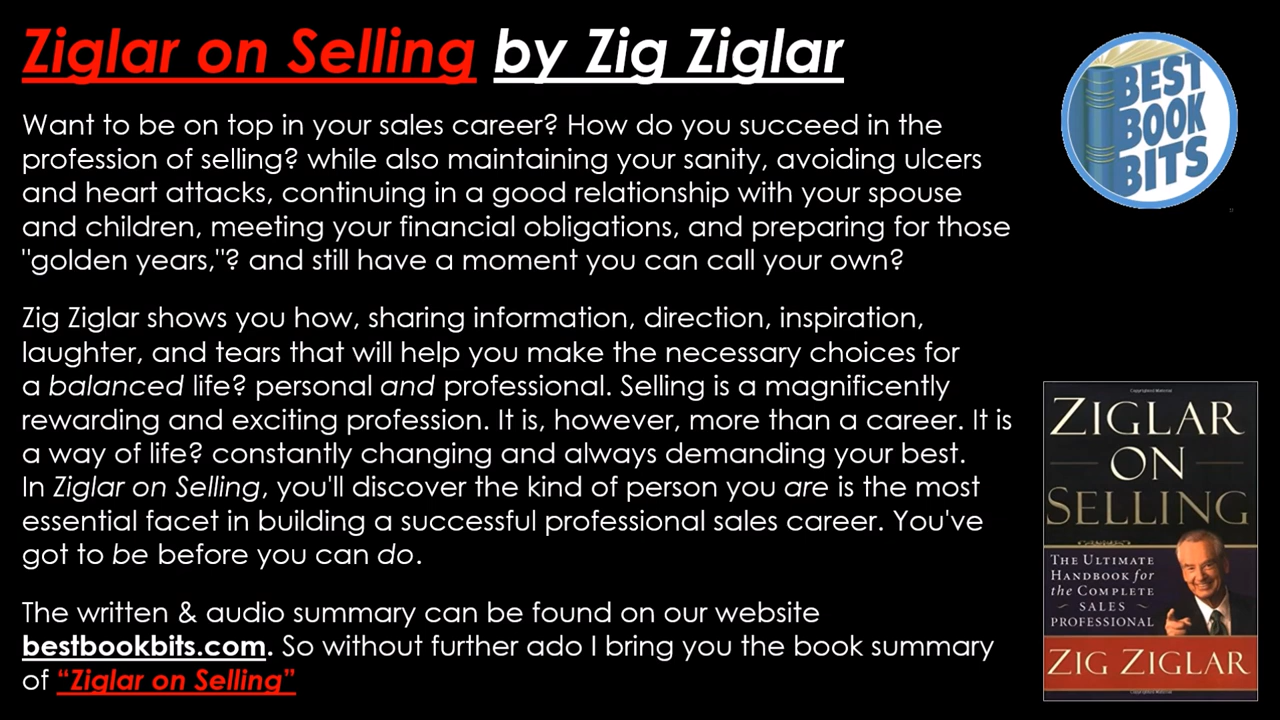 Ziglar on Selling by Zig Ziglar
BEST
BOOK
BITS
Want to be on top in your sales career? How do you succeed in the
profession of selling? while also maintaining your sanity, avoiding ulcers
and heart attacks, continuing in a good relationship with your spouse
and children, meeting your financial obligations, and preparing for those
"golden years,"? and still have a moment you can call your own?
Zig Ziglar shows you how, sharing information, direction, inspiration,
laughter, and tears that will help you make the necessary choices for
a balanced life? personal and professional. Selling is a magnificently
rewarding and exciting profession. It is, however, more than a career. It is
a way of life? constantly changing and always demanding your best.
In Ziglar on Selling, you'll discover the kind of person you are is the most
essential facet in building a successful professional sales career. You've
got to be before you can do.
The written & audio summary can be found on our website
bestbookbits.com. So without further ado I bring you the book summary
of “Ziglar on Selling”
Copyrighted Material
ZIGLAR
ON
SELLING
THE ULTIMATE
HANDBOOK for
the COMPLETE
SALES
PROFESSIONAL
ZIG ZIGLAR
Copyrighted Material